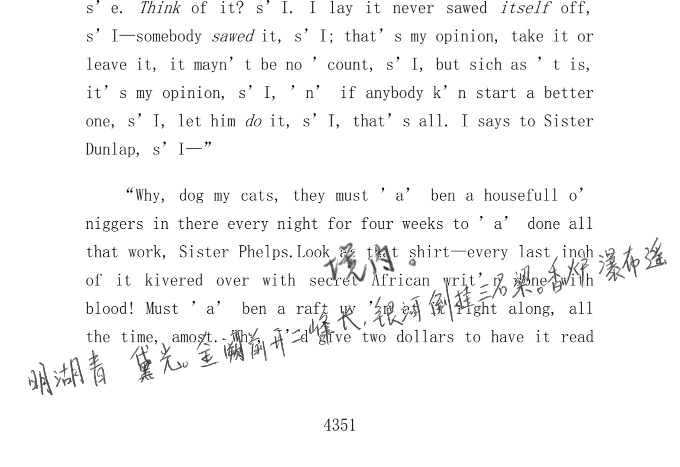 s’e. Think of it? s’I. I lay it never sawed itself off,
s’I—somebody sawed it, s’I; that’s my opinion, take it or
leave it, it mayn’t be no ’count, s’I, but sich as ’t is,
it’s my opinion, s’I, ’n’ if anybody k’n start a better
one, s’I, let him do it, s’I, that’s all. I says to Sister
Dunlap, s’I—”
“Why, dog my cats, they must ’a’ ben a housefull o’
niggers in there every night for four weeks to ’a’ done all
that work, Sister Phelps.Look at that shirt—every last inch
of it kivered over with secret African writ’n done with
blood! Must ’a’ ben a raft uv ’m at it right along, all
the time, amost. Why, I’d give two dollars to have it read
境内。
明湖青 黛光。金阙前开二峰长，银河倒挂三石梁。香炉瀑布遥
4351